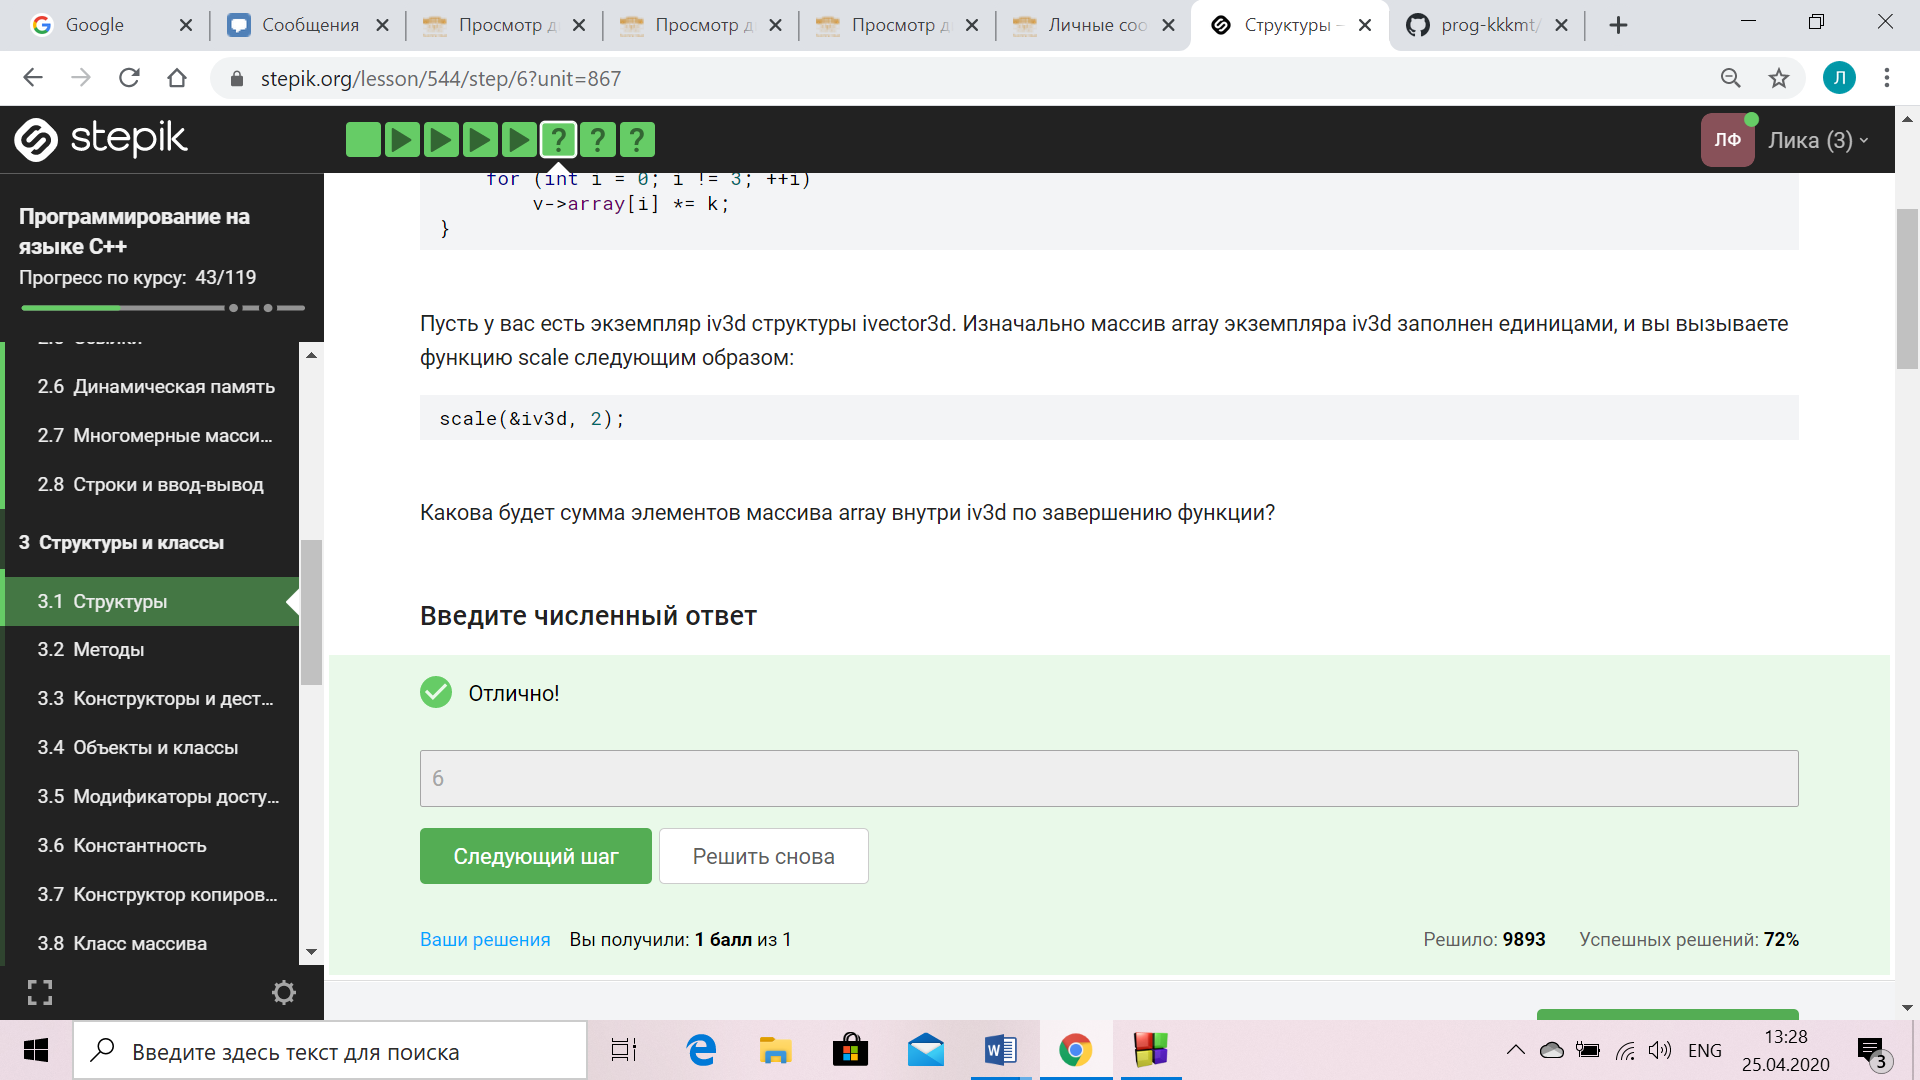 Google
Сообщения
Просмотр д
Просмотр д
Просмотр д
Личные соо
Структуры –
prog-kkkmt/
stepik.org/lesson/544/step/6?unit=867
Л
stepik
? ? ?
ЛФ
Лика (3)
Программирование на
языке C++
Прогресс по курсу: 43/119
2.6 Динамическая память
2.7 Многомерные масси...
2.8 Строки и ввод-вывод
3 Структуры и классы
3.1 Структуры
3.2 Методы
3.3 Конструкторы и дест...
3.4 Объекты и классы
3.5 Модификаторы досту...
3.6 Константность
3.7 Конструктор копиров...
3.8 Класс массива
for (int i = 0; i != 3; ++i)
v->array[i] *= k;
}
Пусть у вас есть экземпляр iv3d структуры ivector3d. Изначально массив array экземпляра iv3d заполнен единицами, и вы вызываете
функцию scale следующим образом:
scale(&iv3d, 2);
Какова будет сумма элементов массива array внутри iv3d по завершению функции?
Введите численный ответ
Отлично!
6
Следующий шаг
Решить снова
Ваши решения
Вы получили: 1 балл из 1
Решило: 9893
Успешных решений: 72%
Введите здесь текст для поиска
ENG
13:28
25.04.2020
3